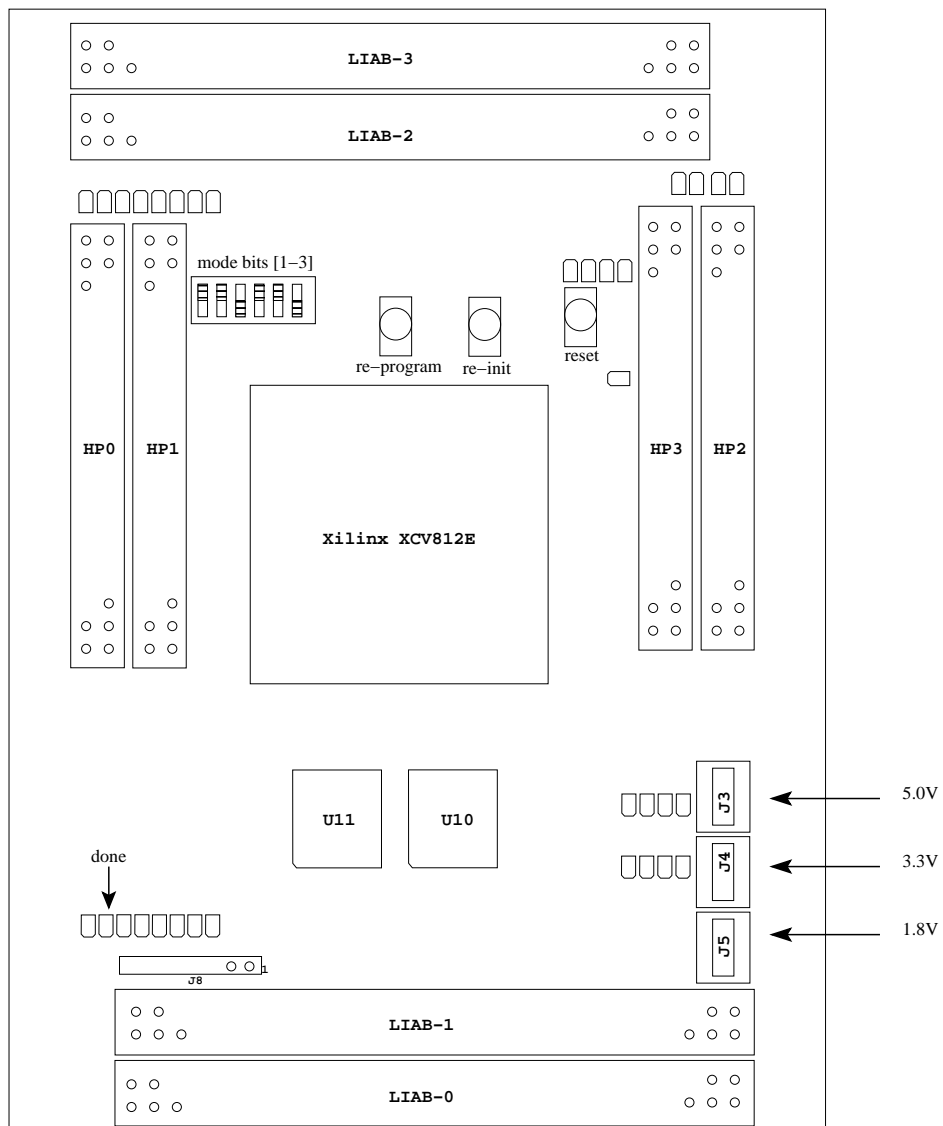 LIAB-3
LIAB-2
mode bits [1−3]
re−program
re−init
reset
HP0
HP1
HP3
HP2
Xilinx XCV812E
J3
5.0V
U11
U10
J4
3.3V
done
J5
1.8V
1
J8
LIAB-1
LIAB-0